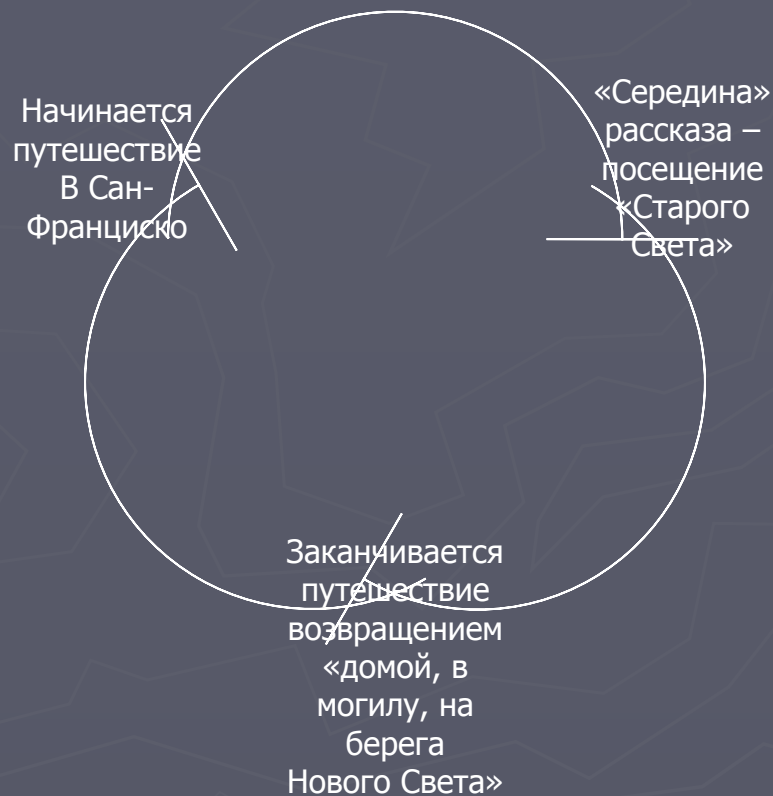 Начинается
путешествие
В Сан-
Франциско
«Середина»
рассказа –
посещение
«Старого
Света»
Заканчивается
путешествие
возвращением
«домой, в
могилу, на
берега
Нового Света»